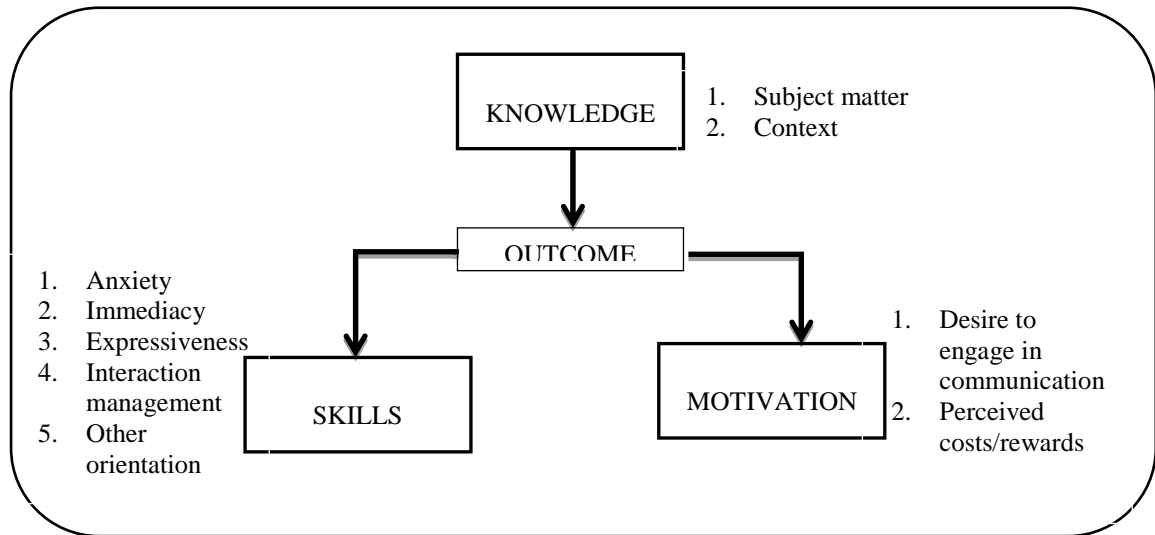 KNOWLEDGE
1. Subject matter
2. Context
OUTCOME
1. Anxiety
2. Immediacy
3. Expressiveness
4. Interaction
management
5. Other
orientation
SKILLS
MOTIVATION
1. Desire to
engage in
communication
2. Perceived
costs/rewards